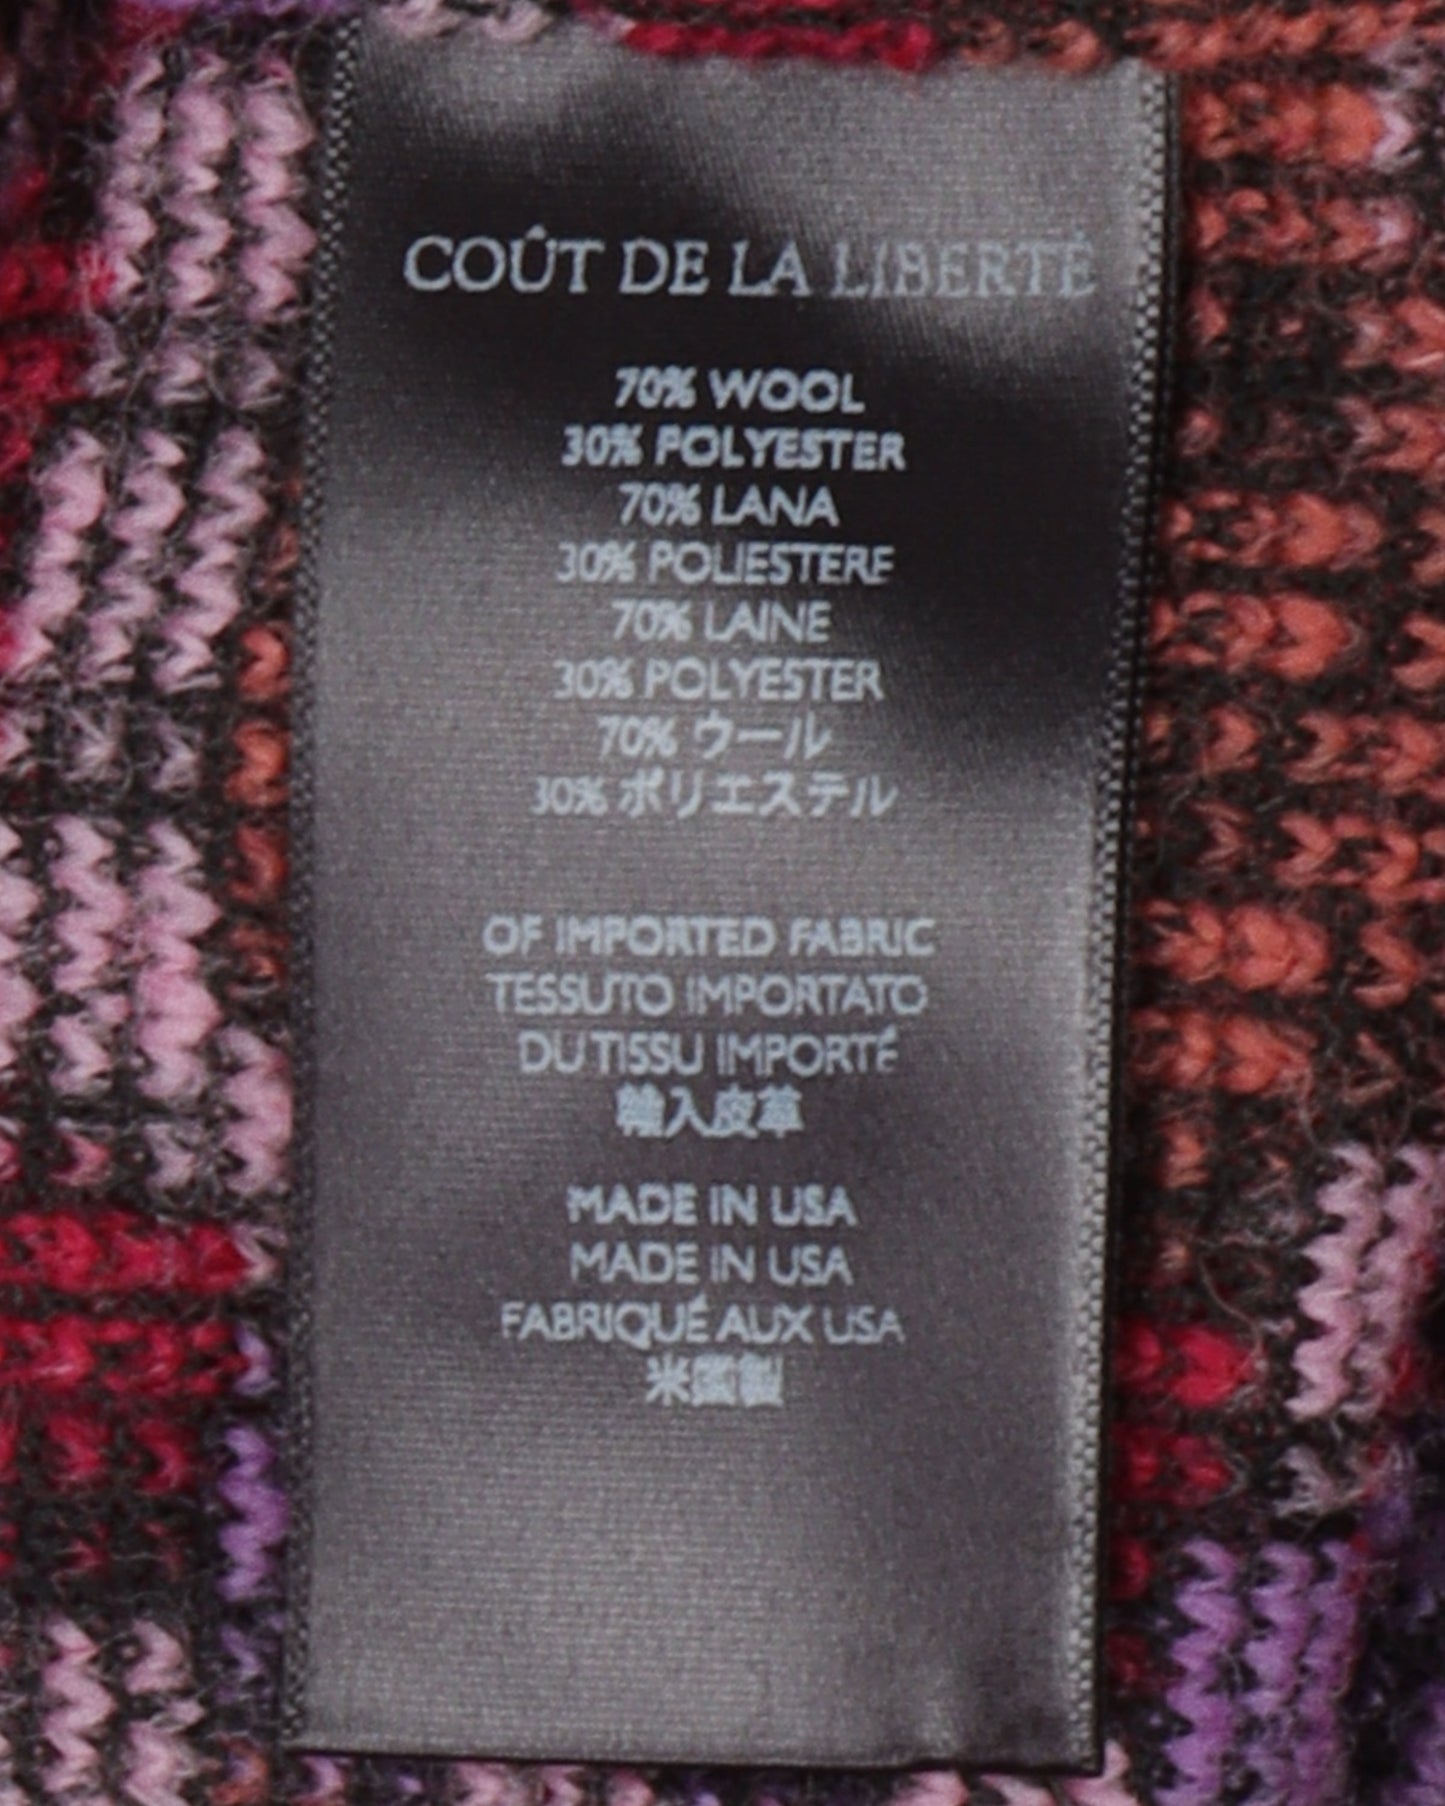 COÛT DE LA LIBERTÉ
70% WOOL
30% POLYESTER
70% LANA
30% POLIESTERE
70% LAINE
30% POLYESTER
70% ウール
30% ポリエステル
OF IMPORTED FABRIC
TESSUTO IMPORTATO
DU TISSU IMPORTÉ
輸入皮革
MADE IN USA
MADE IN USA
FABRIQUÉ AUX USA
米國製